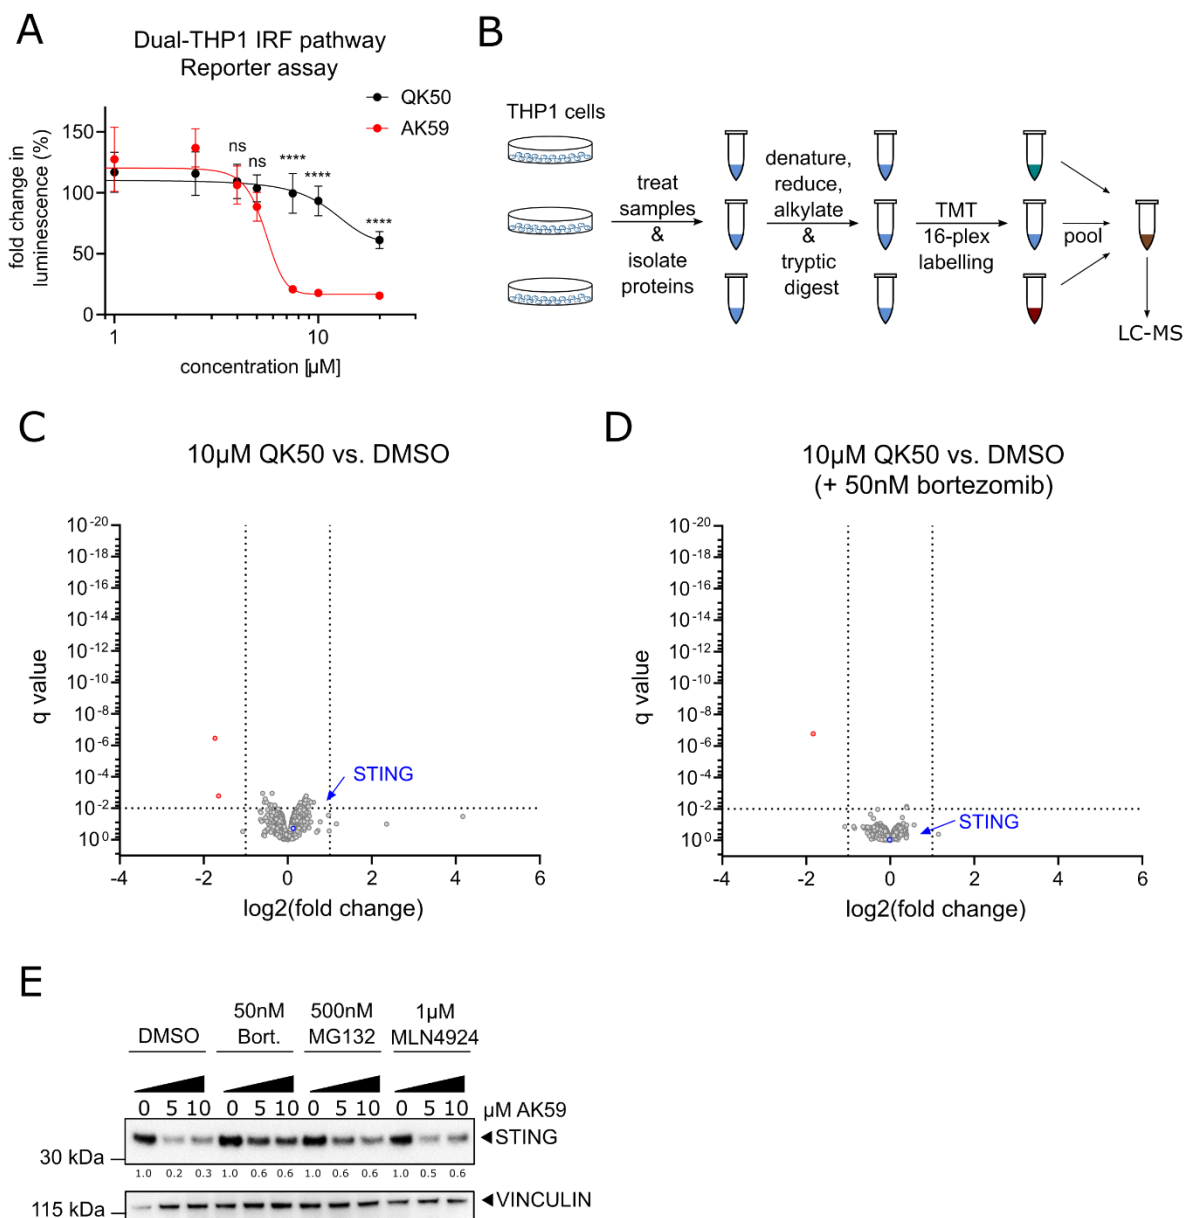 A
Dual-THP1 IRF pathway
Reporter assay
QK50
AK59
fold change in
luminescence (%)
150
100
50
0
ns
ns
****
****
****
1
10
concentration [µM]
B
THP1 cells
treat
samples
&
isolate
proteins
denature,
reduce,
alkylate
&
tryptic
digest
TMT
16-plex
labelling
pool
LC-MS
C
10µM QK50 vs. DMSO
q value
10-20
10-18
10-16
10-14
10-12
10-10
10-8
10-6
10-4
10-2
100
STING
-4
-2
0
2
4
6
log2(fold change)
D
10µM QK50 vs. DMSO
(+ 50nM bortezomib)
q value
10-20
10-18
10-16
10-14
10-12
10-10
10-8
10-6
10-4
10-2
100
STING
-4
-2
0
2
4
6
log2(fold change)
E
DMSO
50nM
Bort.
500nM
MG132
1µM
MLN4924
0 5 10 0 5 10 0 5 10 0 5 10
µM AK59
STING
30 kDa
1.0 0.2 0.3 1.0 0.6 0.6 1.0 0.6 0.6 1.0 0.5 0.6
VINCULIN
115 kDa